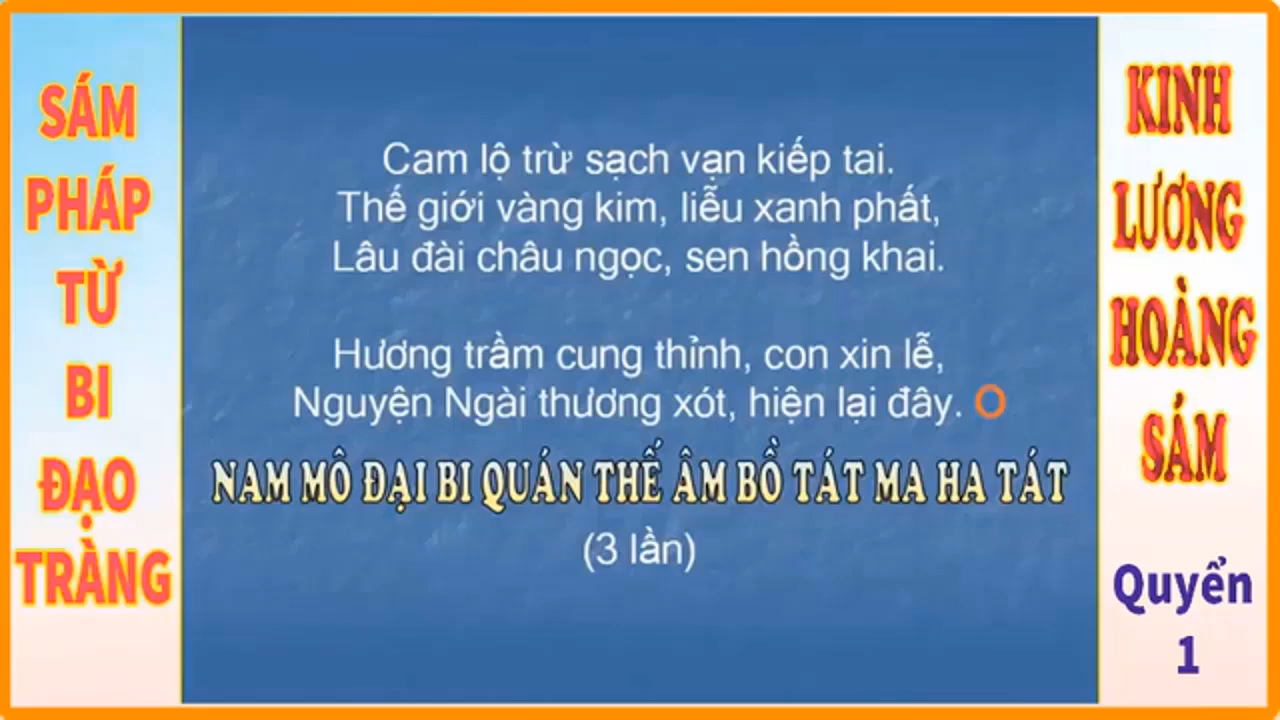 SÁM
PHÁP
TỪ
BI
ĐẠO
TRÀNG
Cam lộ trừ sạch vạn kiếp tai.
Thế giới vàng kim, liễu xanh phất,
Lâu đài châu ngọc, sen hồng khai.
Hương trầm cung thỉnh, con xin lễ,
Nguyện Ngài thương xót, hiện lại đây. O
NAM MÔ ĐẠI BI QUÁN THẾ ÂM BỒ TÁT MA HA TÁT
(3 lần)
KINH
LƯƠNG
HOÀNG
SÁM
Quyển
1